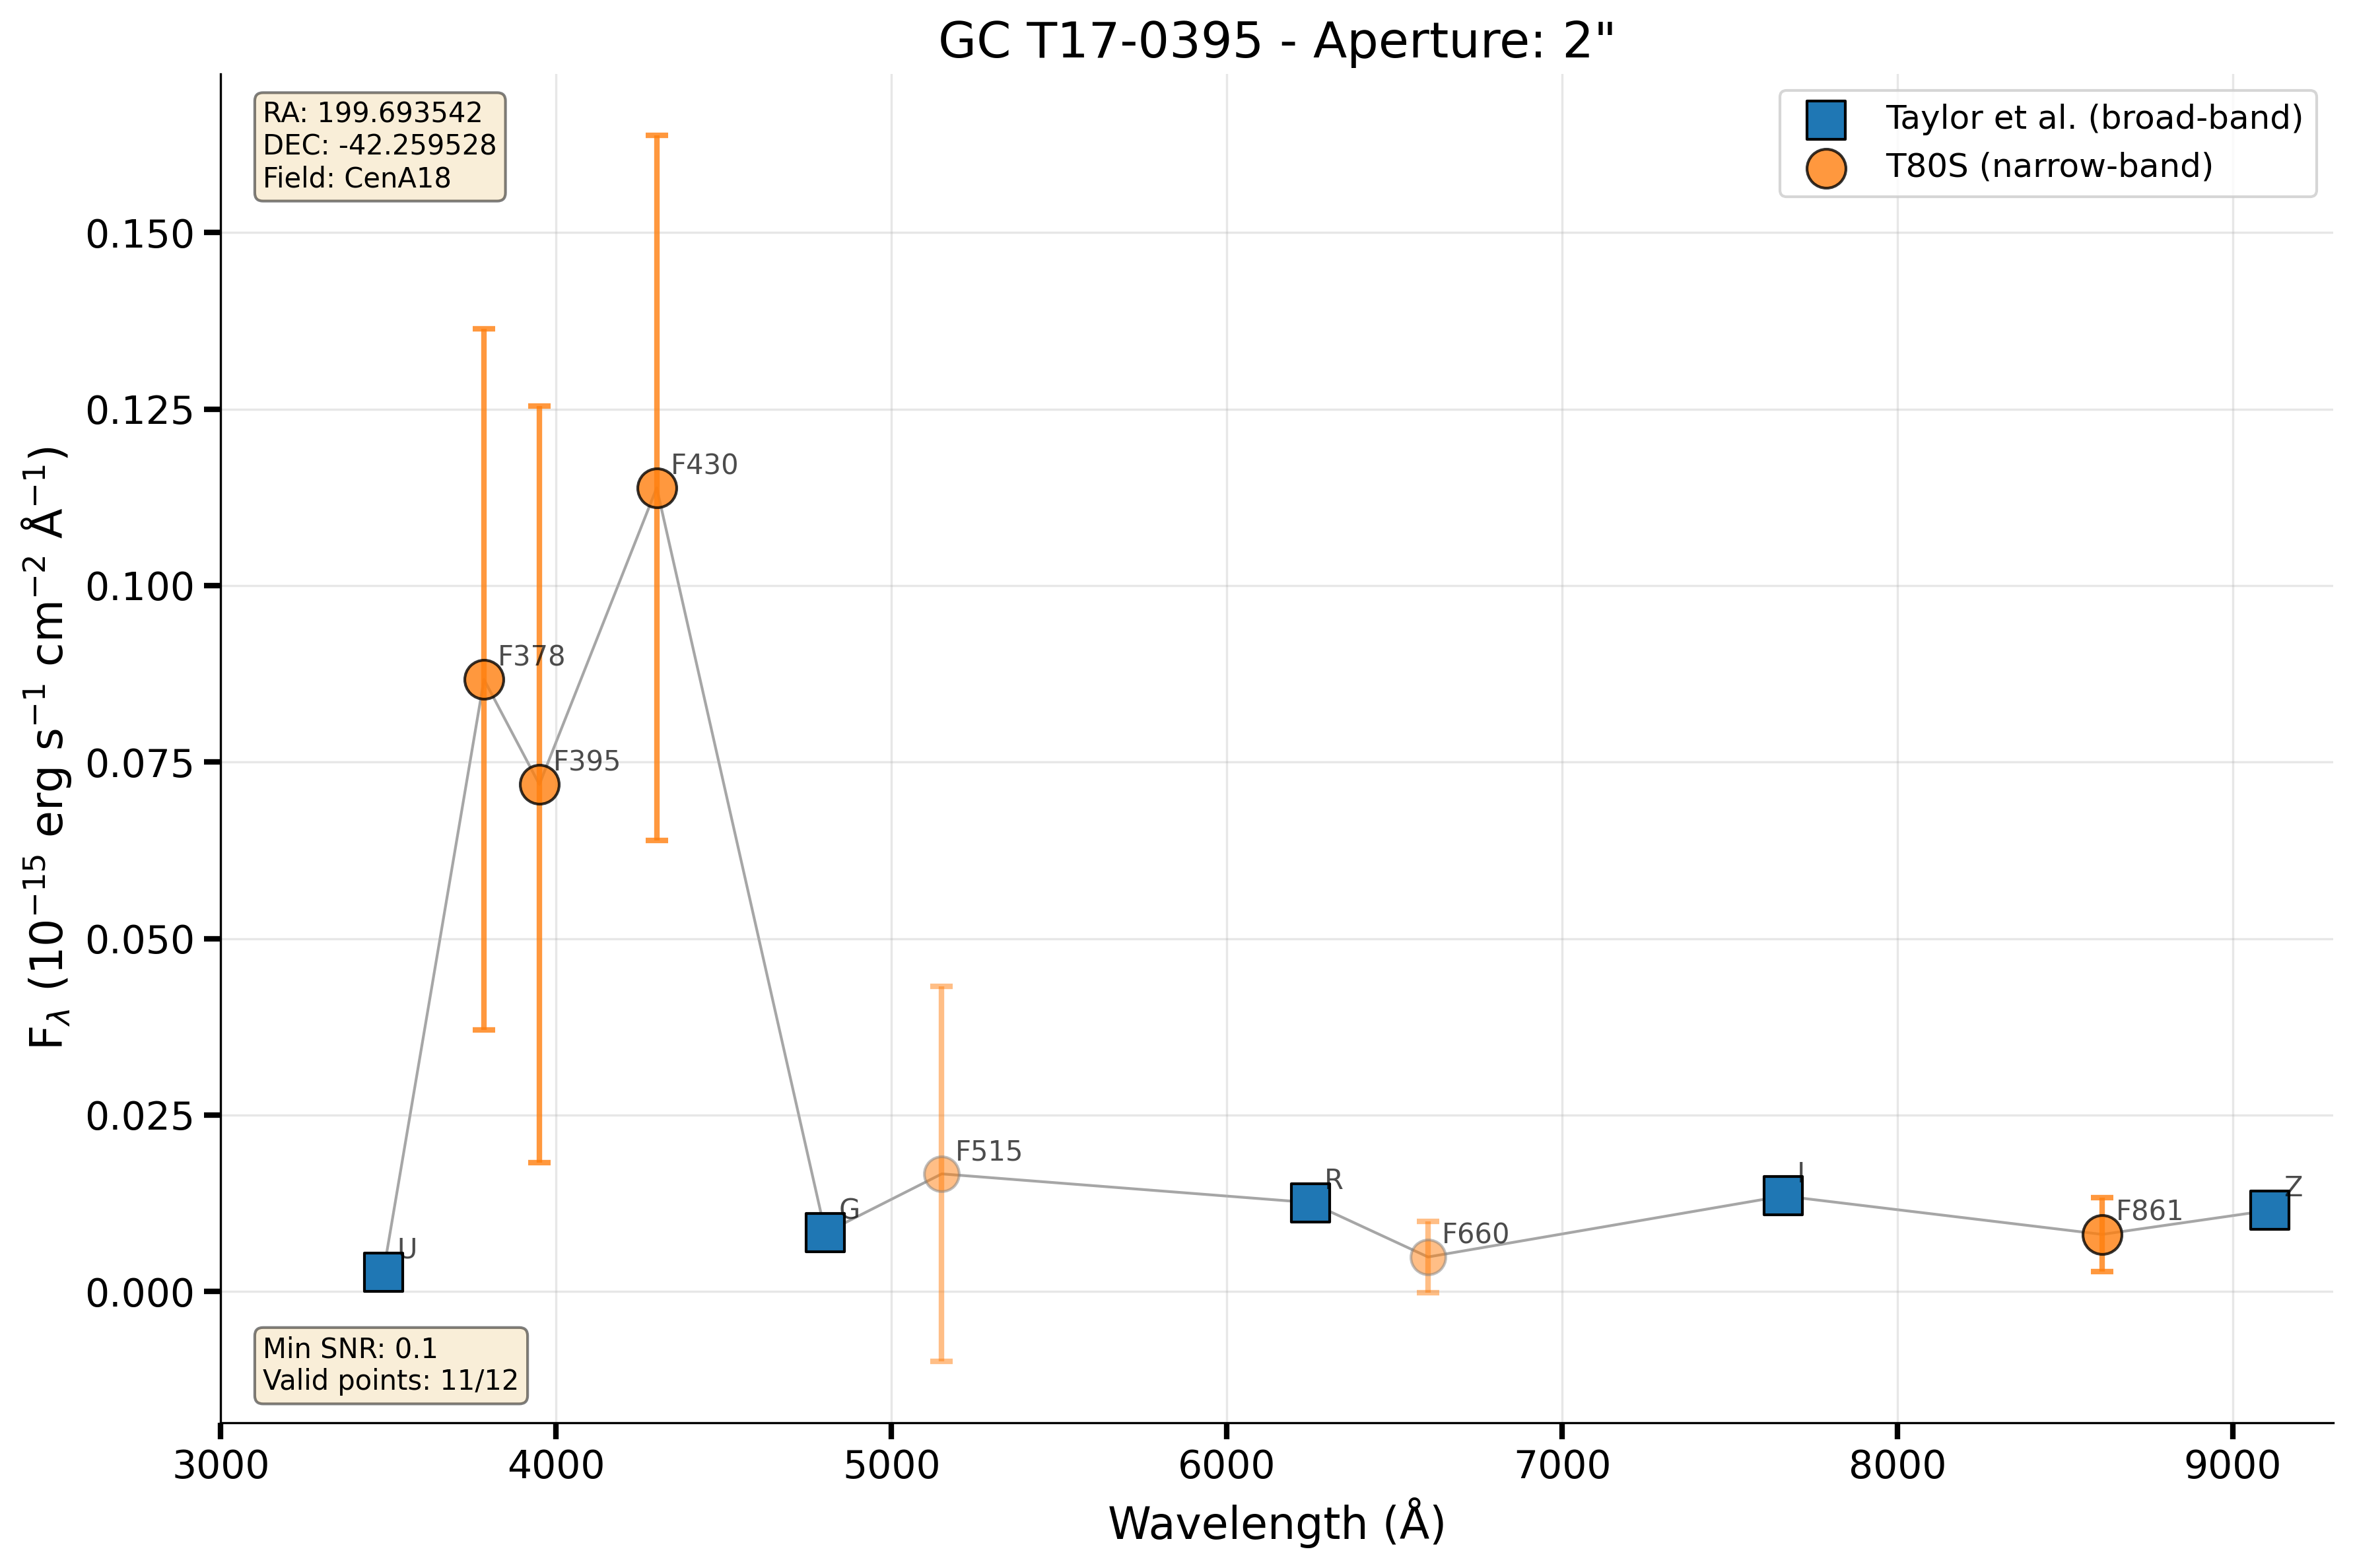 GC T17-0395 - Aperture: 2"
RA: 199.693542
DEC: -42.259528
Field: CenA18
Taylor et al. (broad-band)
T80S (narrow-band)
F$_{λ}$ (10$^{−15}$ erg s$^{−1}$ cm$^{−2}$ Å$^{−1}$)
0.150
0.125
0.100
0.075
0.050
0.025
0.000
U
F378
F395
F430
G
F515
R
F660
I
F861
Z
Min SNR: 0.1
Valid points: 11/12
3000 4000 5000 6000 7000 8000 9000
Wavelength (Å)